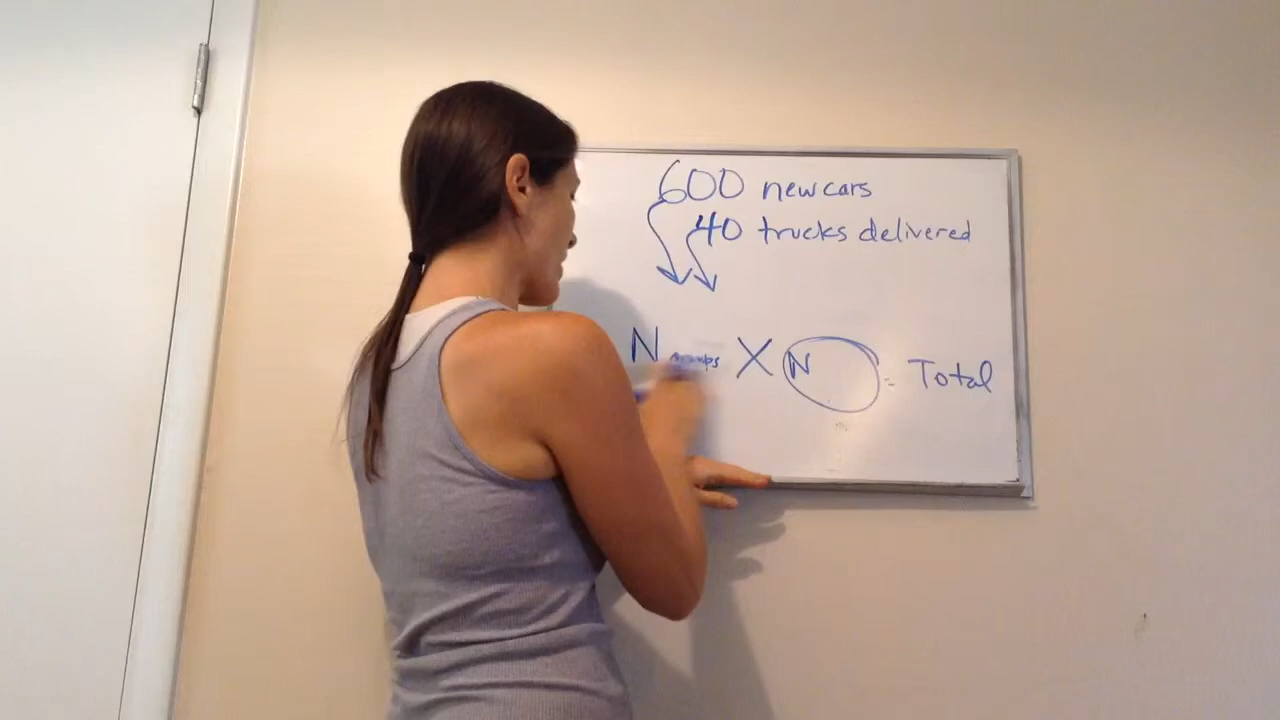 600 new cars
40 trucks delivered
N groups X N = Total